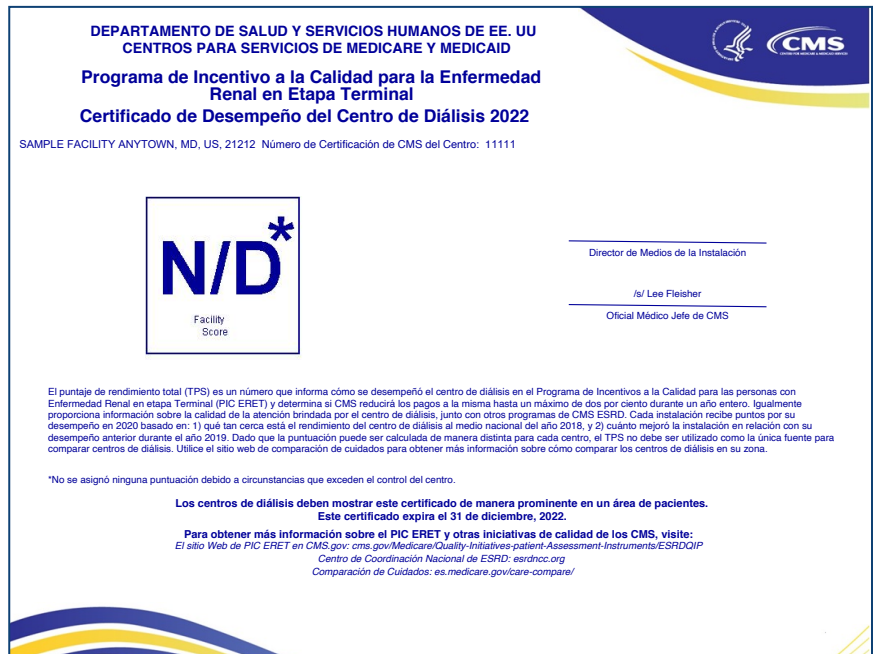 DEPARTAMENTO DE SALUD Y SERVICIOS HUMANOS DE EE. UU
CENTROS PARA SERVICIOS DE MEDICARE Y MEDICAID
Programa de Incentivo a la Calidad para la Enfermedad
Renal en Etapa Terminal
Certificado de Desempeño del Centro de Diálisis 2022
CMS
SAMPLE FACILITY ANYTOWN, MD, US, 21212 Número de Certificación de CMS del Centro: 11111
N/D*
Facility
Score
Director de Medios de la Instalación
/s/ Lee Fleisher
Oficial Médico Jefe de CMS
El puntaje de rendimiento total (TPS) es un número que informa cómo se desempeñó el centro de diálisis en el Programa de Incentivos a la Calidad para las personas con
Enfermedad Renal en etapa Terminal (PIC ERET) y determina si CMS reducirá los pagos a la misma hasta un máximo de dos por ciento durante un año entero. Igualmente
proporciona información sobre la calidad de la atención brindada por el centro de diálisis, junto con otros programas de CMS ESRD. Cada instalación recibe puntos por su
desempeño en 2020 basado en: 1) qué tan cerca está el rendimiento del centro de diálisis al medio nacional del año 2018, y 2) cuánto mejoró la instalación en relación con su
desempeño anterior durante el año 2019. Dado que la puntuación puede ser calculada de manera distinta para cada centro, el TPS no debe ser utilizado como la única fuente para
comparar centros de diálisis. Utilice el sitio web de comparación de cuidados para obtener más información sobre cómo comparar los centros de diálisis en su zona.
*No se asignó ninguna puntuación debido a circunstancias que exceden el control del centro.
Los centros de diálisis deben mostrar este certificado de manera prominente en un área de pacientes.
Este certificado expira el 31 de diciembre, 2022.
Para obtener más información sobre el PIC ERET y otras iniciativas de calidad de los CMS, visite:
El sitio Web de PIC ERET en CMS.gov: cms.gov/Medicare/Quality-Initiatives-patient-Assessment-Instruments/ESRDQIP
Centro de Coordinación Nacional de ESRD: esrdncc.org
Comparación de Cuidados: es.medicare.gov/care-compare/